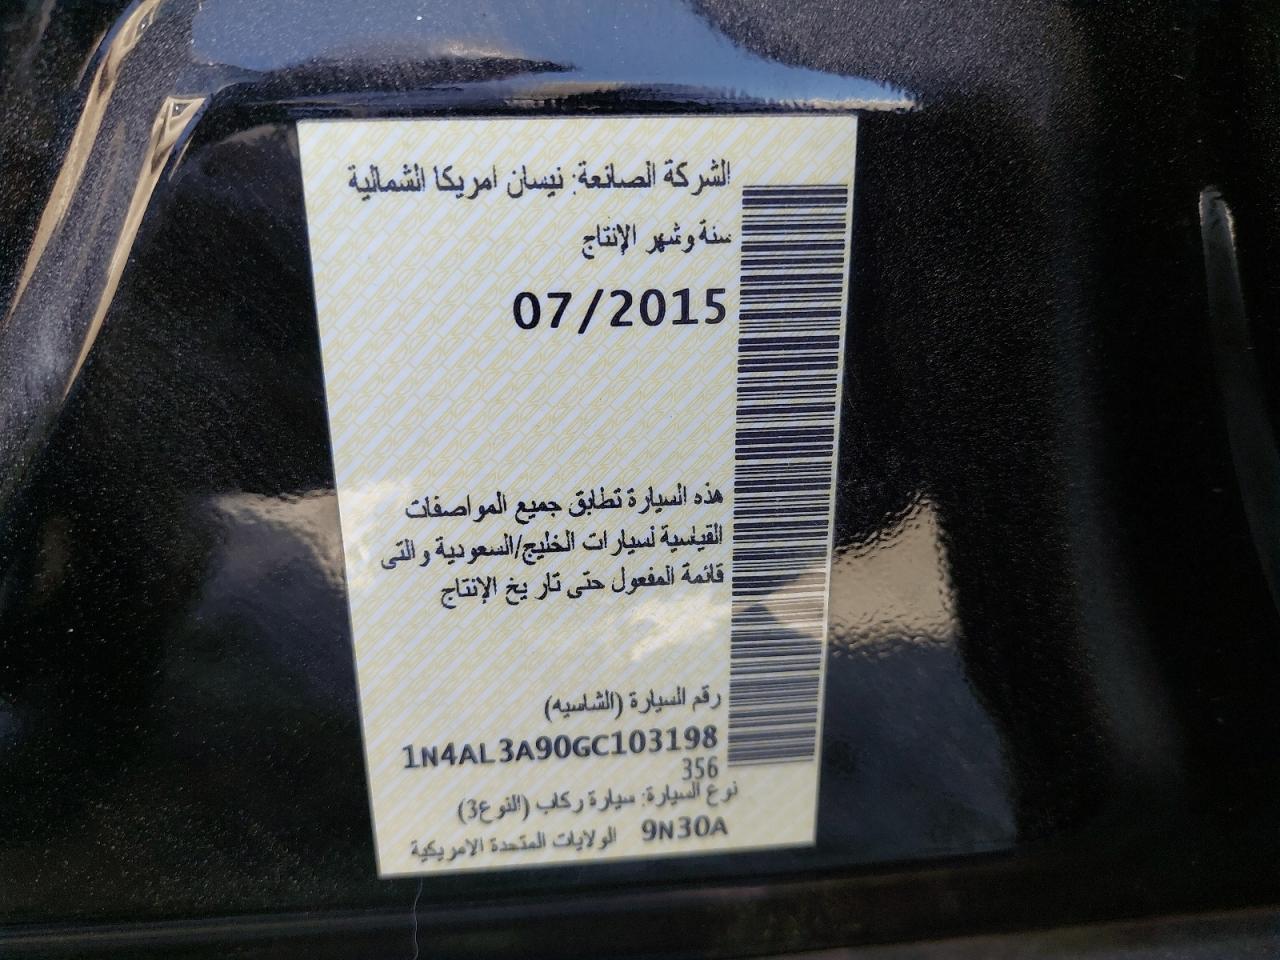 الشركة الصانعة: نيسان امريكا الشمالية
سنة وشهر الإنتاج
07/2015
هذه السيارة تطابق جميع المواصفات
القياسية لسيارات الخليج/السعودية والتى
قائمة المفعول حتى تاريخ الإنتاج
رقم السيارة (الشاسيه)
1N4AL3A90GC103198
356
نوع السيارة: سيارة ركاب (النوع3)
9N30A الولايات المتحدة الامريكية